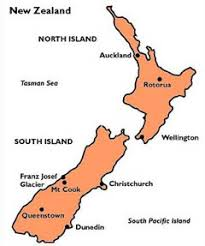 New Zealand
NORTH ISLAND
Auckland
Rotorua
Tasman Sea
Wellington
SOUTH ISLAND
Franz Josef
Glacier
Mt Cook
Christchurch
Queenstown
South Pacific Island
Dunedin